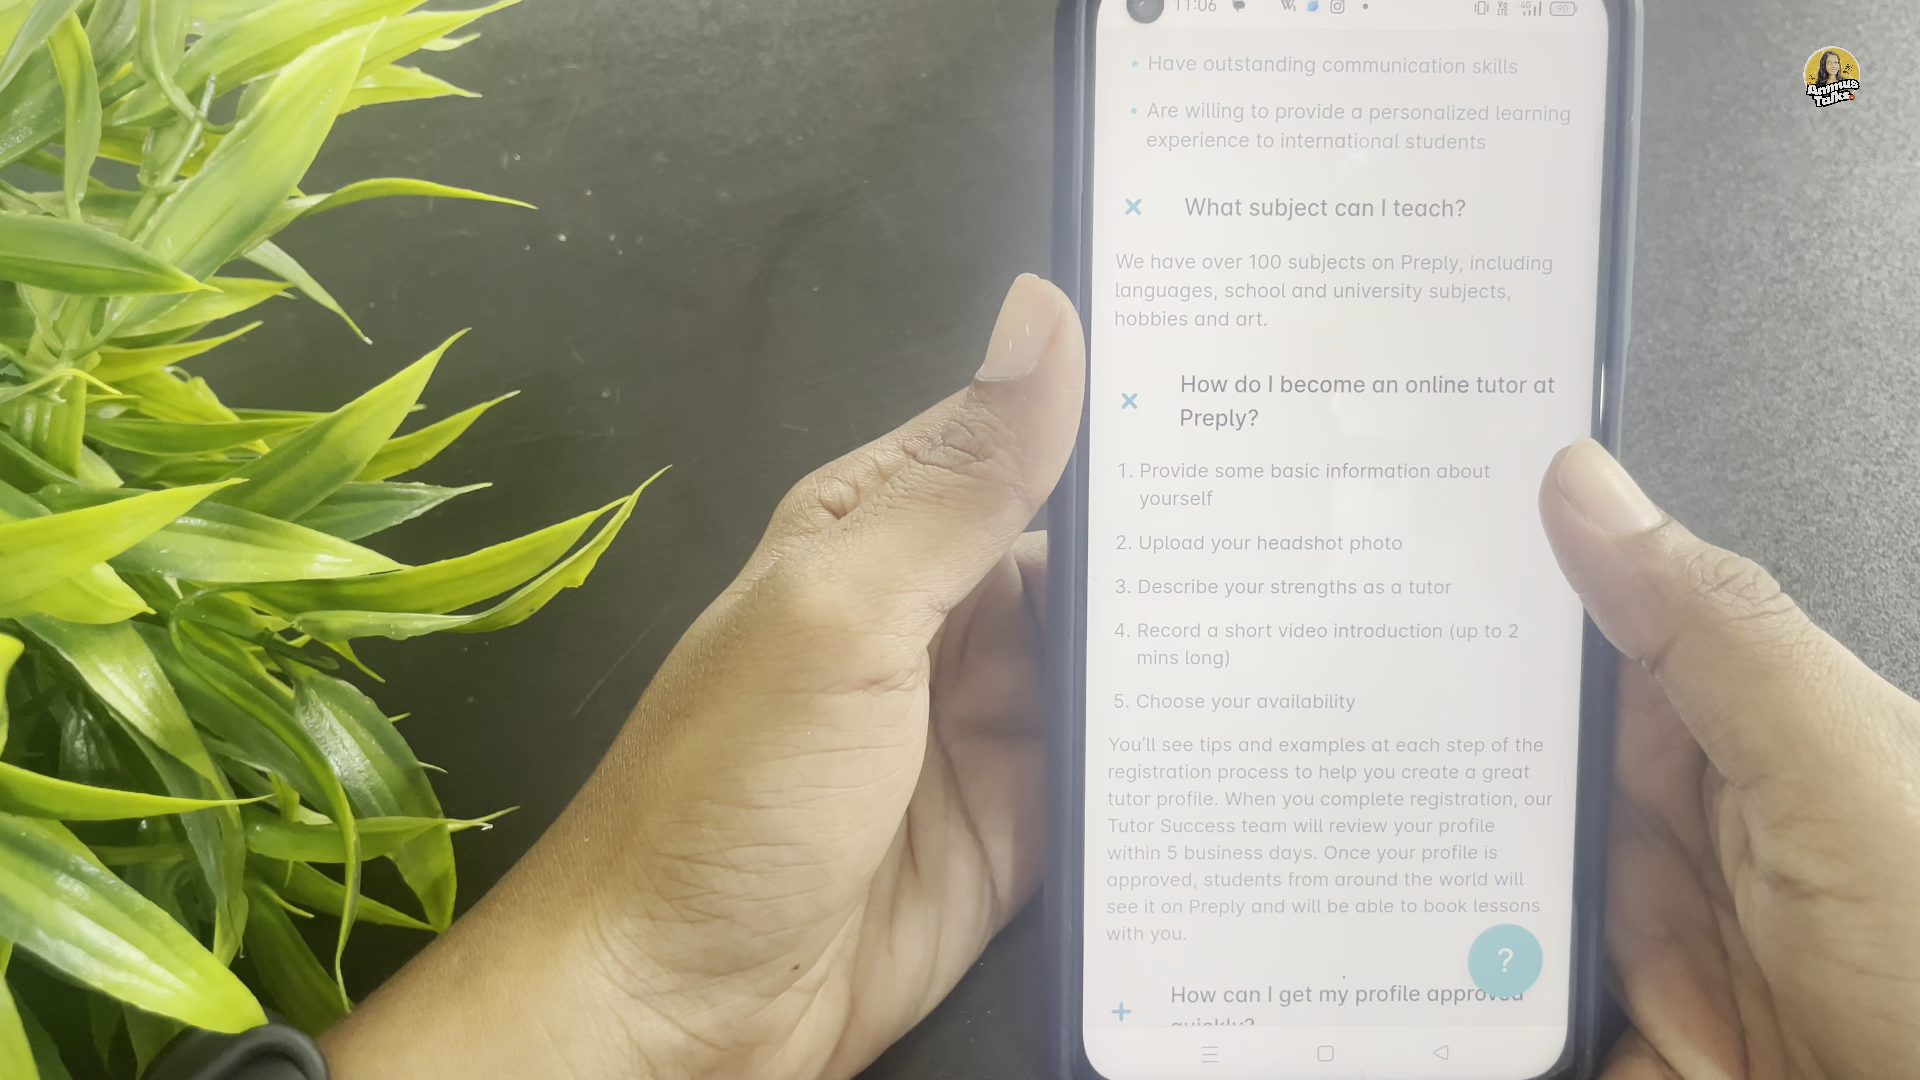 11:06
90
Have outstanding communication skills
Are willing to provide a personalized learning
experience to international students
What subject can I teach?
We have over 100 subjects on Preply, including
languages, school and university subjects,
hobbies and art.
How do I become an online tutor at
Preply?
1. Provide some basic information about
yourself
2. Upload your headshot photo
3. Describe your strengths as a tutor
4. Record a short video introduction (up to 2
mins long)
5. Choose your availability
You'll see tips and examples at each step of the
registration process to help you create a great
tutor profile. When you complete registration, our
Tutor Success team will review your profile
within 5 business days. Once your profile is
approved, students from around the world will
see it on Preply and will be able to book lessons
with you.
?
How can I get my profile approved
quickly?
Animus
Talks